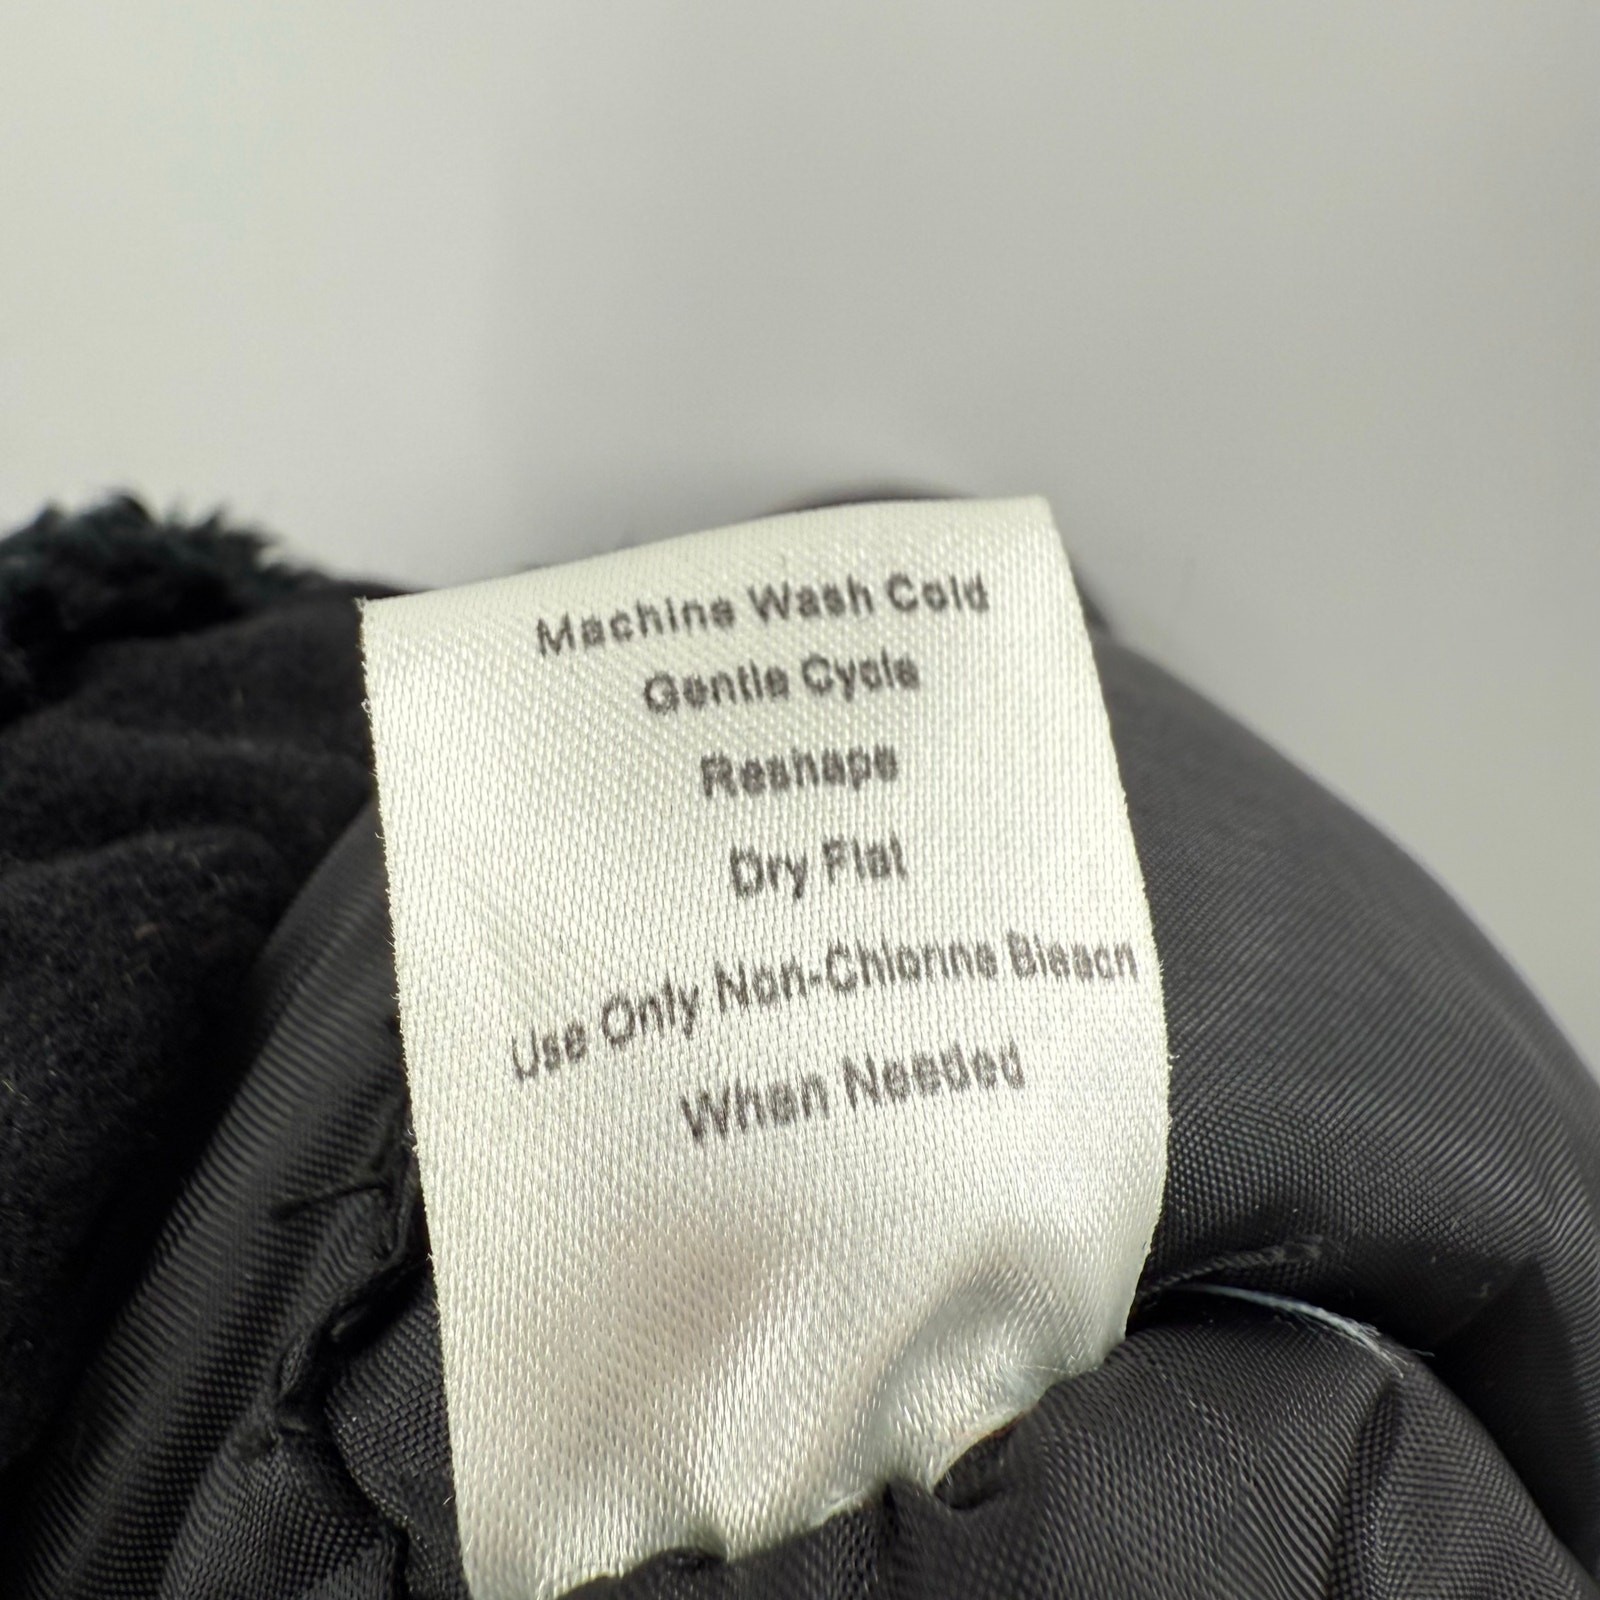 Machine Wash Cold
Gentle Cycle
Reshape
Dry Flat
Use Only Non-Chlorine Bleach
When Needed